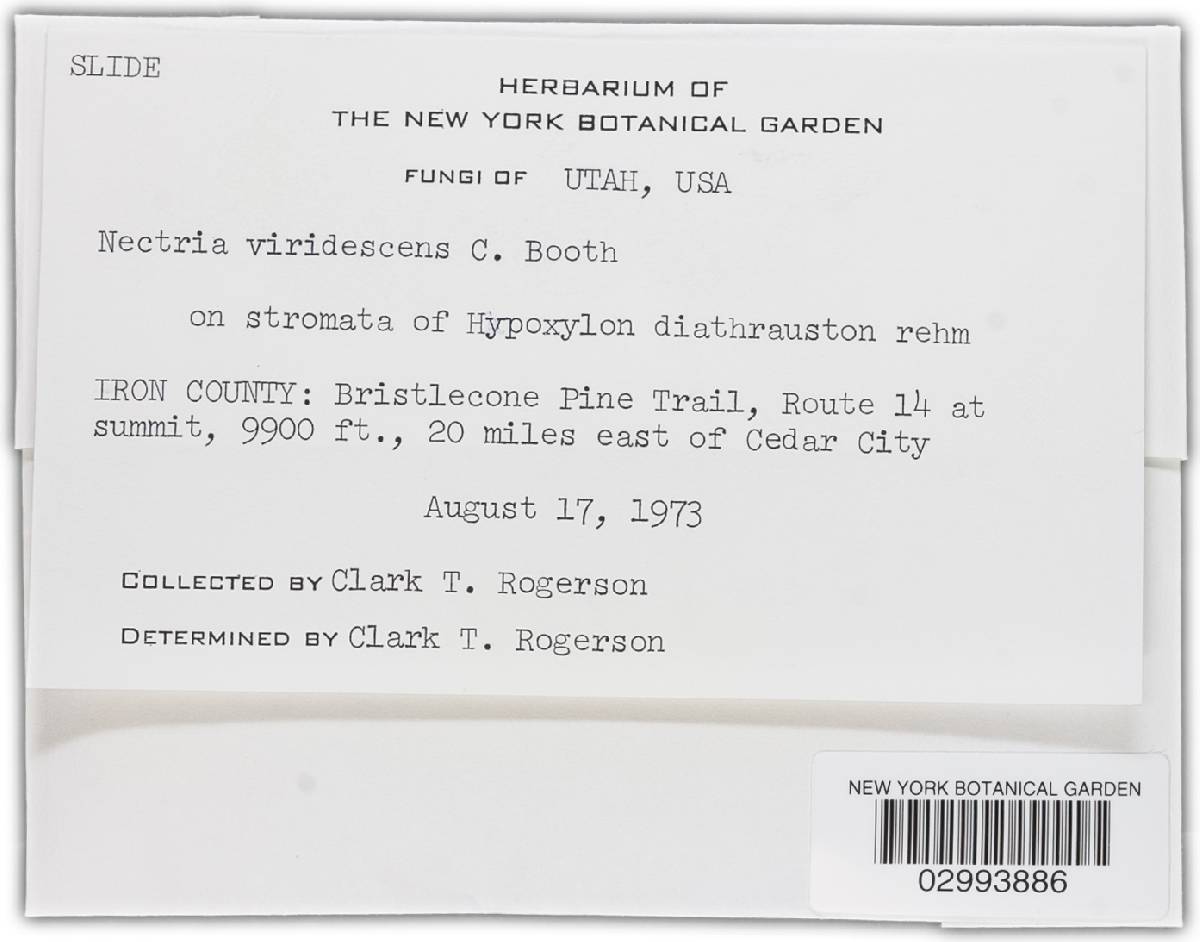 SLIDE
HERBARIUM OF
THE NEW YORK BOTANICAL GARDEN
FUNGI OF UTAH, USA
Nectria viridescens C. Booth
on stromata of Hypoxylon diathrauston rehm
IRON COUNTY: Bristlecone Pine Trail, Route 14 at
summit, 9900 ft., 20 miles east of Cedar City
August 17, 1973
COLLECTED BY Clark T. Rogerson
DETERMINED BY Clark T. Rogerson
NEW YORK BOTANICAL GARDEN
02993886